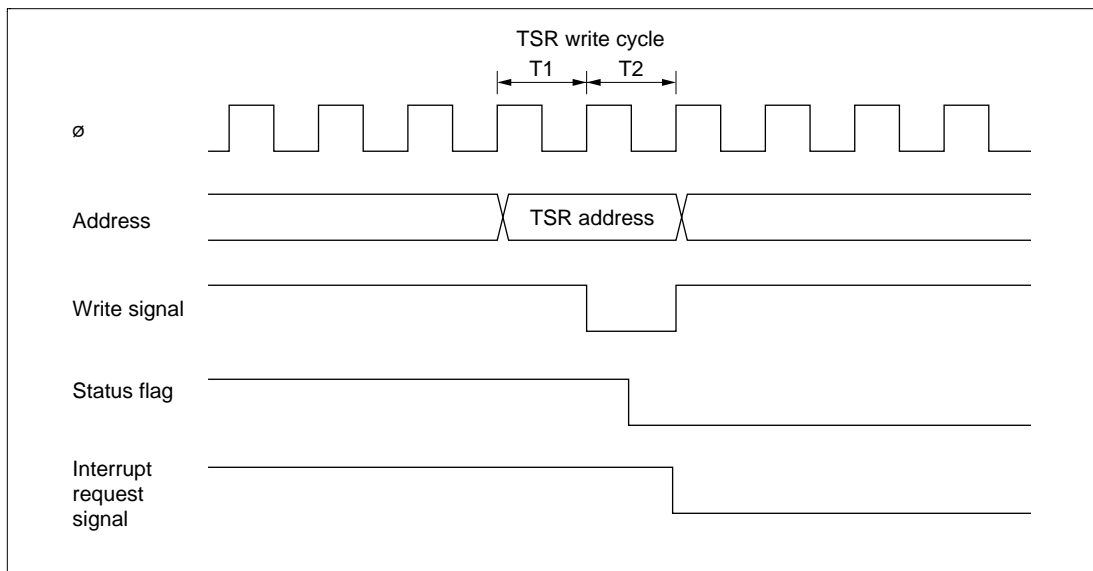 TSR write cycle
T1 T2
ø
Address
TSR address
Write signal
Status flag
Interrupt
request
signal